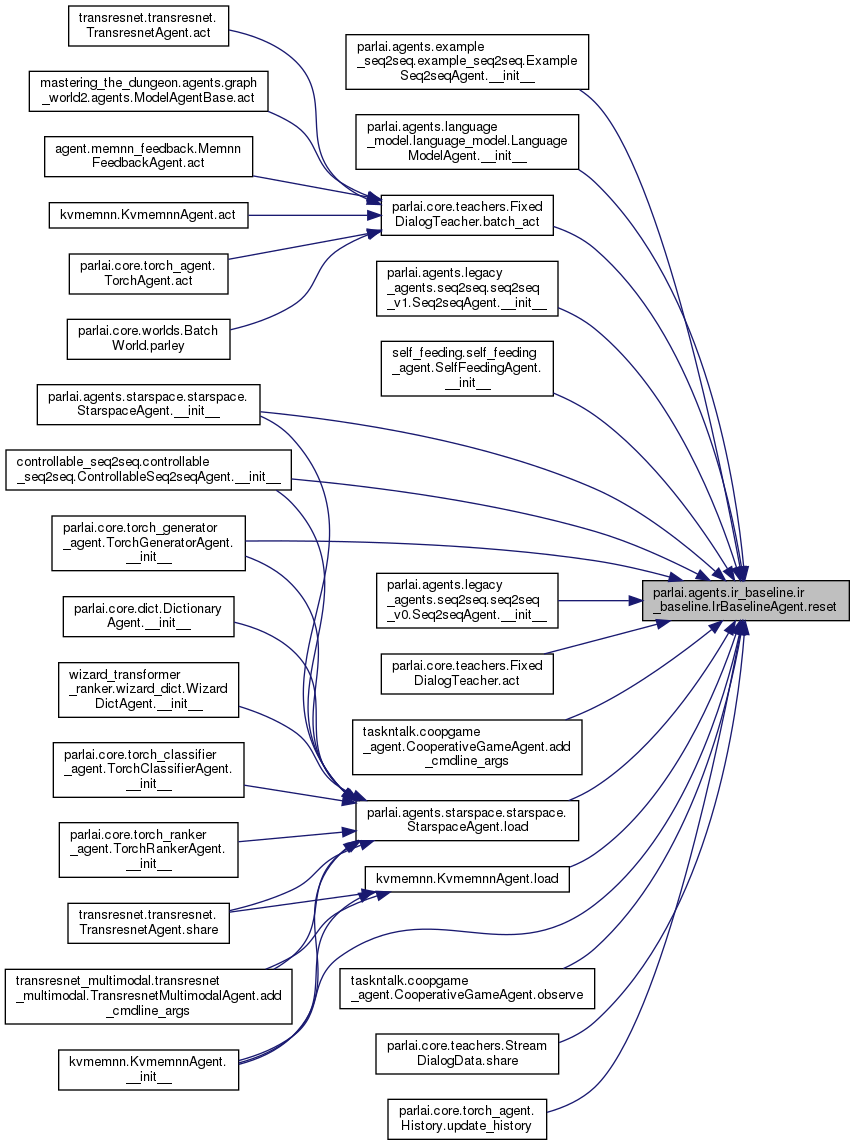 transresnet.transresnet.
TransresnetAgent.act
mastering_the_dungeon.agents.graph
_world2.agents.ModelAgentBase.act
agent.memnn_feedback.Memnn
FeedbackAgent.act
kvmemnn.KvmemnnAgent.act
parlai.core.torch_agent.
TorchAgent.act
parlai.core.worlds.Batch
World.parley
parlai.agents.starspace.starspace.
StarspaceAgent.__init__
controllable_seq2seq.controllable
_seq2seq.ControllableSeq2seqAgent.__init__
parlai.core.torch_generator
_agent.TorchGeneratorAgent.
__init__
parlai.core.dict.Dictionary
Agent.__init__
wizard_transformer
_ranker.wizard_dict.Wizard
DictAgent.__init__
parlai.core.torch_classifier
_agent.TorchClassifierAgent.
__init__
parlai.core.torch_ranker
_agent.TorchRankerAgent.
__init__
transresnet.transresnet.
TransresnetAgent.share
transresnet_multimodal.transresnet
_multimodal.TransresnetMultimodalAgent.add
_cmdline_args
kvmemnn.KvmemnnAgent.
__init__
parlai.agents.example
_seq2seq.example_seq2seq.Example
Seq2seqAgent.__init__
parlai.agents.language
_model.language_model.Language
ModelAgent.__init__
parlai.core.teachers.Fixed
DialogTeacher.batch_act
parlai.agents.legacy
_agents.seq2seq.seq2seq
_v1.Seq2seqAgent.__init__
self_feeding.self_feeding
_agent.SelfFeedingAgent.
__init__
parlai.agents.legacy
_agents.seq2seq.seq2seq
_v0.Seq2seqAgent.__init__
parlai.core.teachers.Fixed
DialogTeacher.act
taskntalk.coopgame
_agent.CooperativeGameAgent.add
_cmdline_args
parlai.agents.starspace.starspace.
StarspaceAgent.load
kvmemnn.KvmemnnAgent.load
taskntalk.coopgame
_agent.CooperativeGameAgent.observe
parlai.core.teachers.Stream
DialogData.share
parlai.core.torch_agent.
History.update_history
parlai.agents.ir_baseline.ir
_baseline.IrBaselineAgent.reset